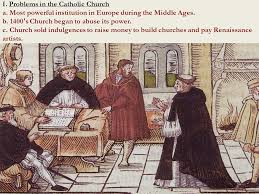 I. Problems in the Catholic Church
a. Most powerful institution in Europe during the Middle Ages.
b. 1400's Church began to abuse its power.
c. Church sold indulgences to raise money to build churches and pay Renaissance
artists.